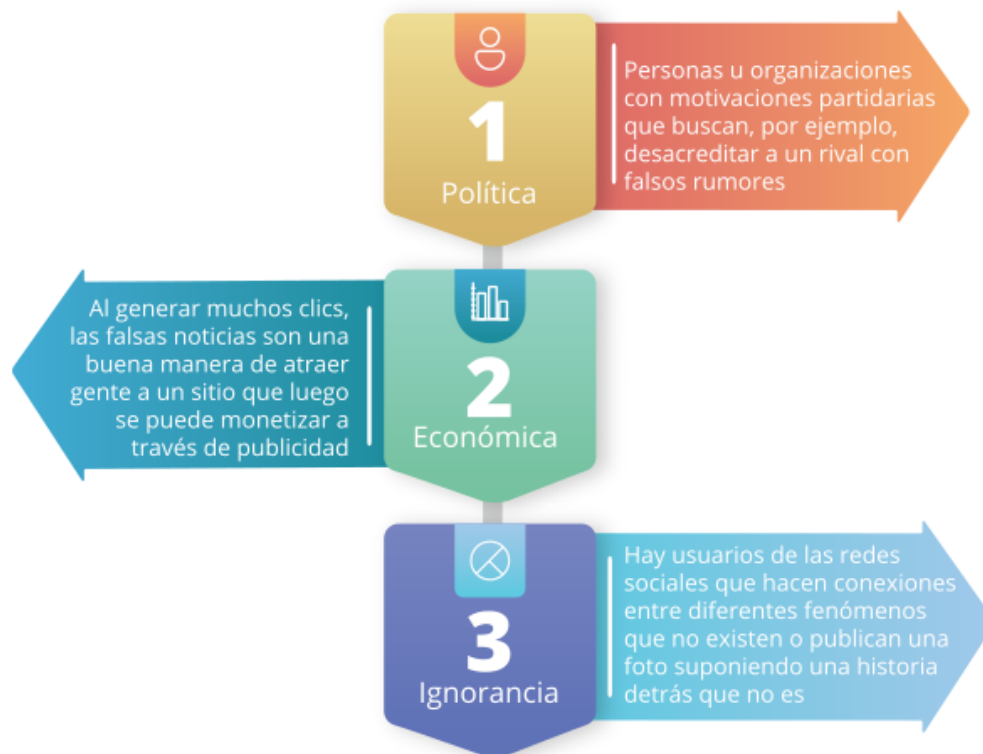 1
Política
Personas u organizaciones
con motivaciones partidarias
que buscan, por ejemplo,
desacreditar a un rival con
falsos rumores
Al generar muchos clics,
las falsas noticias son una
buena manera de atraer
gente a un sitio que luego
se puede monetizar a
través de publicidad
2
Económica
3
Ignorancia
Hay usuarios de las redes
sociales que hacen conexiones
entre diferentes fenómenos
que no existen o publican una
foto suponiendo una historia
detrás que no es